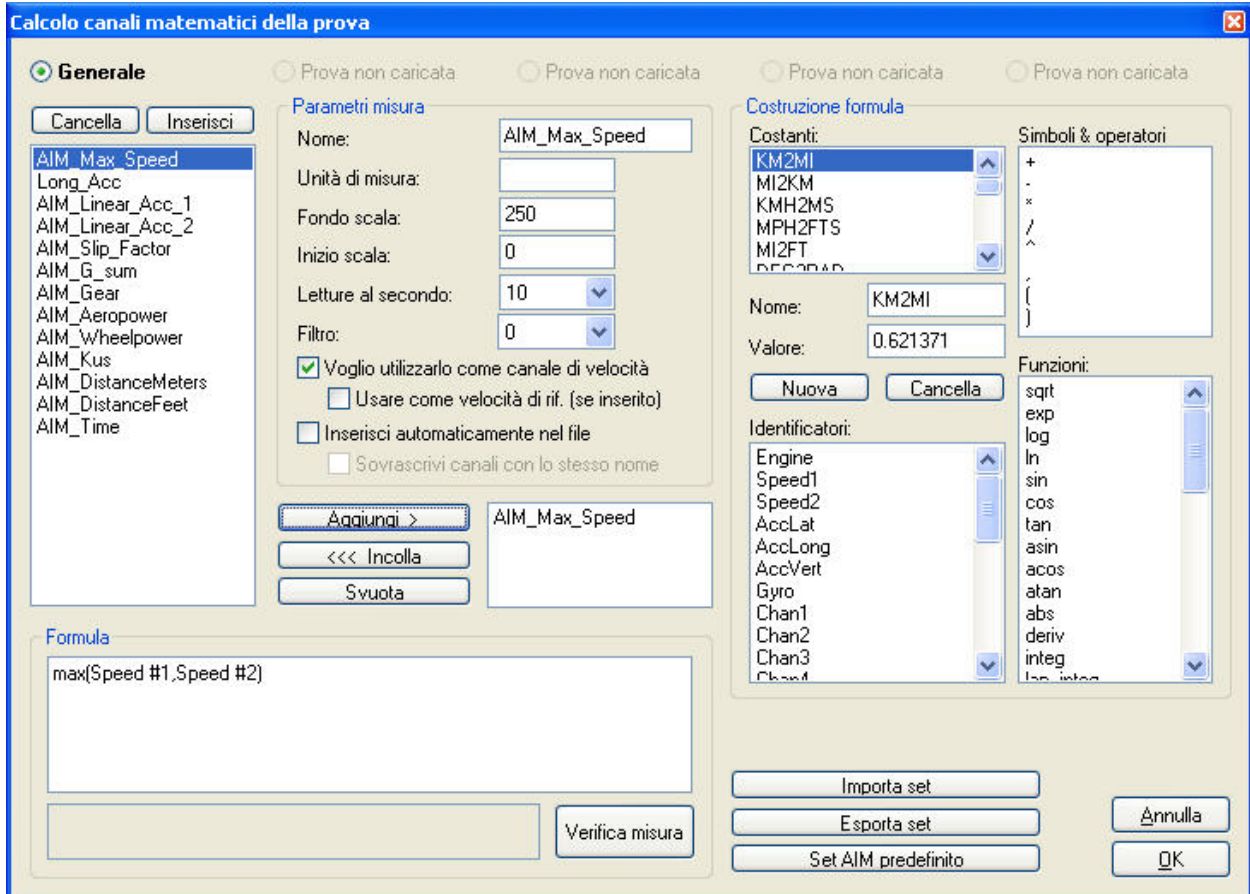 Calcolo canali matematici della prova
Generale
Prova non caricata
Prova non caricata
Prova non caricata
Prova non caricata
Cancella
Inserisci
AIM_Max_Speed
Long_Acc
AIM_Linear_Acc_1
AIM_Linear_Acc_2
AIM_Slip_Factor
AIM_G_sum
AIM_Gear
AIM_Aeropower
AIM_Wheelpower
AIM_Kus
AIM_DistanceMeters
AIM_DistanceFeet
AIM_Time
Parametri misura
Nome: AIM_Max_Speed
Unità di misura:
Fondo scala: 250
Inizio scala: 0
Letture al secondo: 10
Filtro: 0
Voglio utilizzarlo come canale di velocità
Usare come velocità di rif. (se inserito)
Inserisci automaticamente nel file
Sovrascrivi canali con lo stesso nome
Aggiungi >
<<< Incolla
Svuota
AIM_Max_Speed
Formula
max(Speed #1,Speed #2)
Verifica misura
Costruzione formula
Costanti:
KM2MI
MI2KM
KMH2MS
MPH2FTS
MI2FT
DEG2RAD
Nome: KM2MI
Valore: 0.621371
Nuova
Cancella
Identificatori:
Engine
Speed1
Speed2
AccLat
AccLong
AccVert
Gyro
Chan1
Chan2
Chan3
Chan4
Simboli & operatori
+
-
*
/
^
,
(
)
Funzioni:
sqrt
exp
log
ln
sin
cos
tan
asin
acos
atan
abs
deriv
integ
lap_integ
Importa set
Esporta set
Set AIM predefinito
Annulla
OK